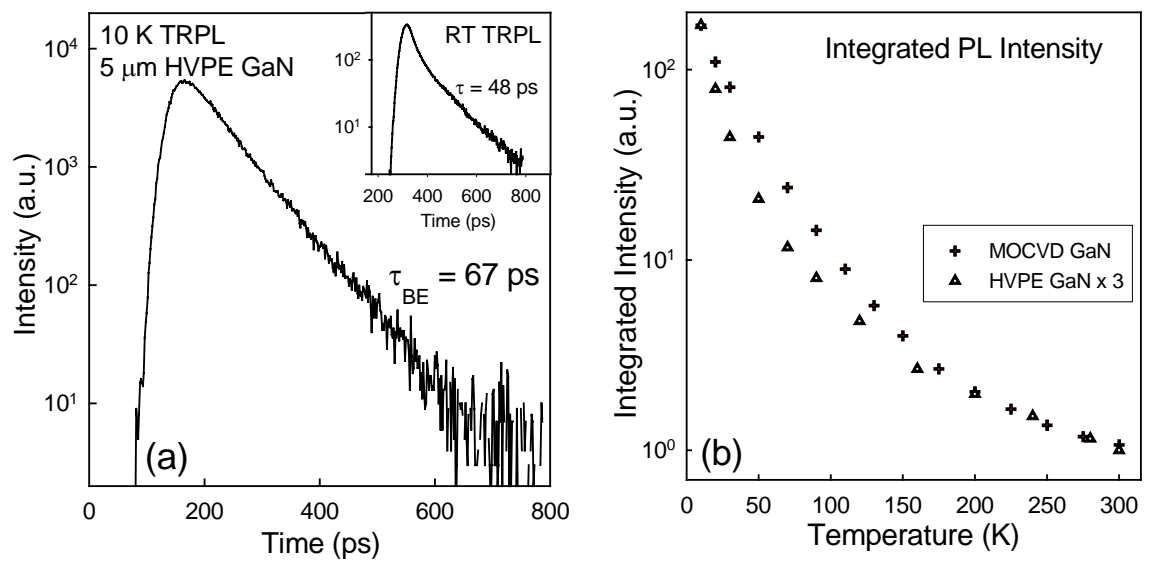 10 K TRPL
5 μm HVPE GaN
τBE = 67 ps
(a)
Intensity (a.u.)
10⁴
10³
10²
10¹
0
200
400
600
800
Time (ps)
RT TRPL
τ = 48 ps
10²
10¹
200
400
600
800
Time (ps)
Integrated PL Intensity
MOCVD GaN
HVPE GaN x 3
(b)
Integrated Intensity (a.u.)
10²
10¹
10⁰
0
50
100
150
200
250
300
Temperature (K)